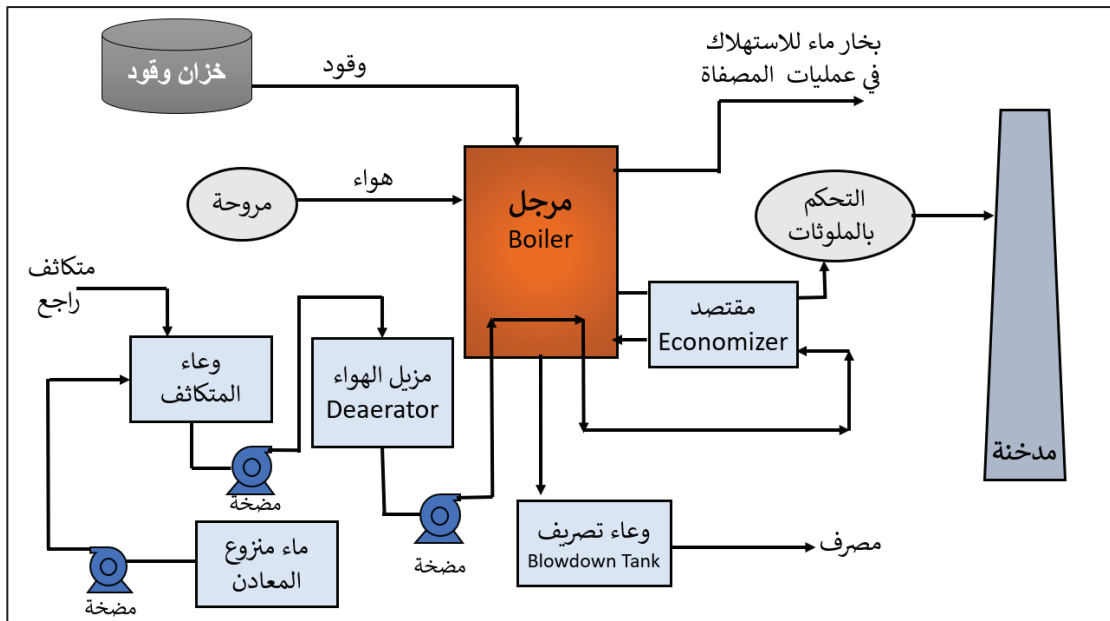 بخار ماء للاستهلاك
في عمليات المصفاة
وقود
خزان وقود
هواء
مروحة
مرجل
Boiler
التحكم
بالملوثات
متكاثف
راجع
مقتصد
Economizer
وعاء
المتكاثف
مزيل الهواء
Deaerator
مدخنة
مضخة
مضخة
مضخة
ماء منزوع
المعادن
وعاء تصريف
Blowdown Tank
مصرف